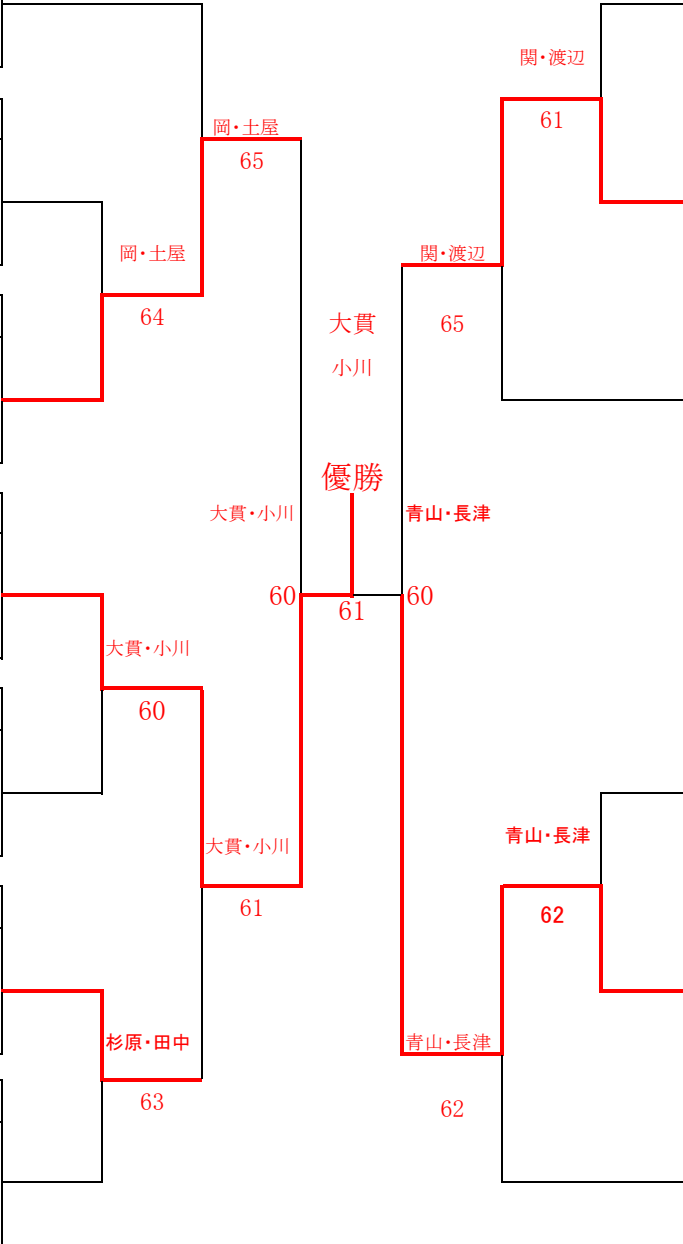 関・渡辺
61
岡・土屋
65
岡・土屋
64
関・渡辺
65
大貫
小川
優勝
大貫・小川
青山・長津
60
61
60
大貫・小川
60
青山・長津
62
大貫・小川
61
杉原・田中
63
青山・長津
62